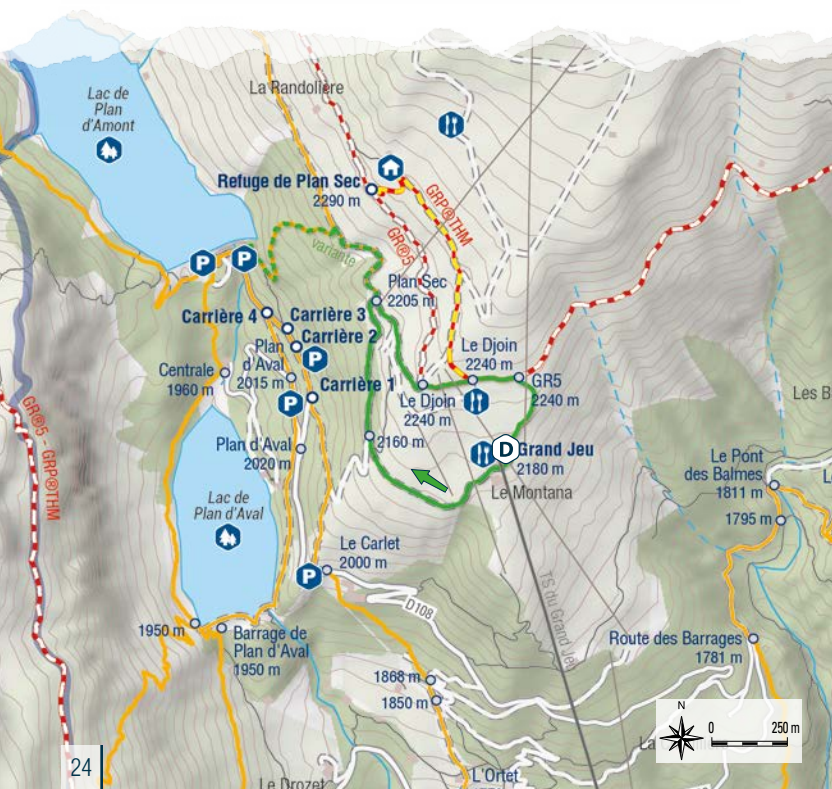 La Randolière
Lac de
Plan
d'Amont
Refuge de Plan Sec
2290 m
GRP®THM
GR®5
variante
P
P
Plan Sec
2205 m
Carrière 4
Carrière 3
Carrière 2
P
Plan
d'Aval
2015 m
Centrale
1960 m
Carrière 1
P
Le Djoin
2240 m
GR5
2240 m
Le Djoin
2240 m
Les B
GR®5 - GRP®THM
2160 m
Plan d'Aval
2020 m
D
Grand Jeu
2180 m
Le Montana
Le Pont
des Balmes
1811 m
1795 m
Lac de
Plan d'Aval
Le Carlet
2000 m
P
D108
TS du Grand Jeu
1950 m
Barrage de
Plan d'Aval
1950 m
Route des Barrages
1781 m
1868 m
1850 m
N
0 250 m
24
Le Drozet
L'Ortet